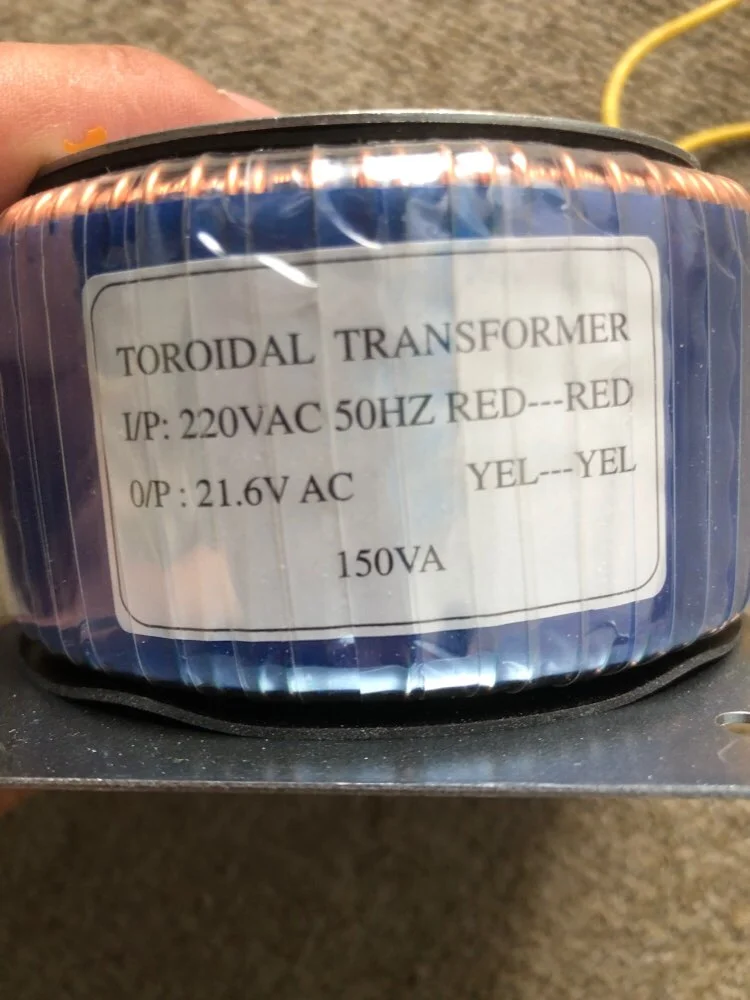 TOROIDAL TRANSFORMER
I/P: 220VAC 50HZ RED---RED
O/P : 21.6V AC YEL---YEL
150VA